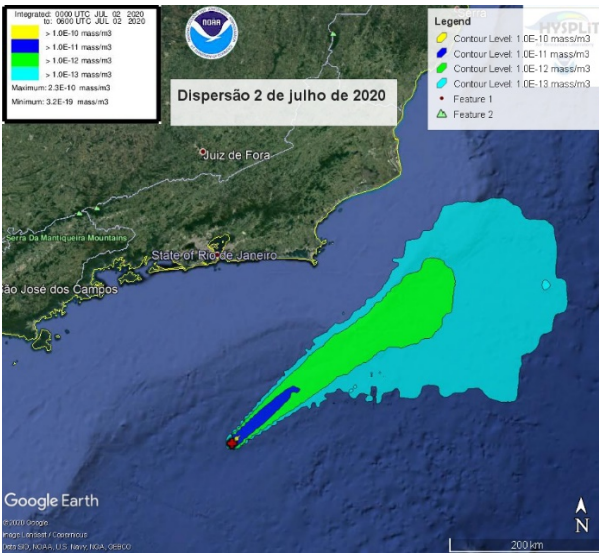 Integrated: 0000 UTC JUL 02 2020
to: 0600 UTC JUL 02 2020
> 1.0E-10 mass/m3
> 1.0E-11 mass/m3
> 1.0E-12 mass/m3
> 1.0E-13 mass/m3
Maximum: 2.3E-10 mass/m3
Minimum: 3.2E-19 mass/m3
NOAA
Dispersão 2 de julho de 2020
Legend
HYSPLIT
Contour Level: 1.0E-10 mass/m3
Contour Level: 1.0E-11 mass/m3
Contour Level: 1.0E-12 mass/m3
Contour Level: 1.0E-13 mass/m3
Feature 1
Feature 2
Juiz de Fora
Serra Da Mantiqueira Mountains
State of Rio de Janeiro
São José dos Campos
Google Earth
© 2020 Google
Image Landsat / Copernicus
Data SIO, NOAA, U.S. Navy, NGA, GEBCO
N
200 km